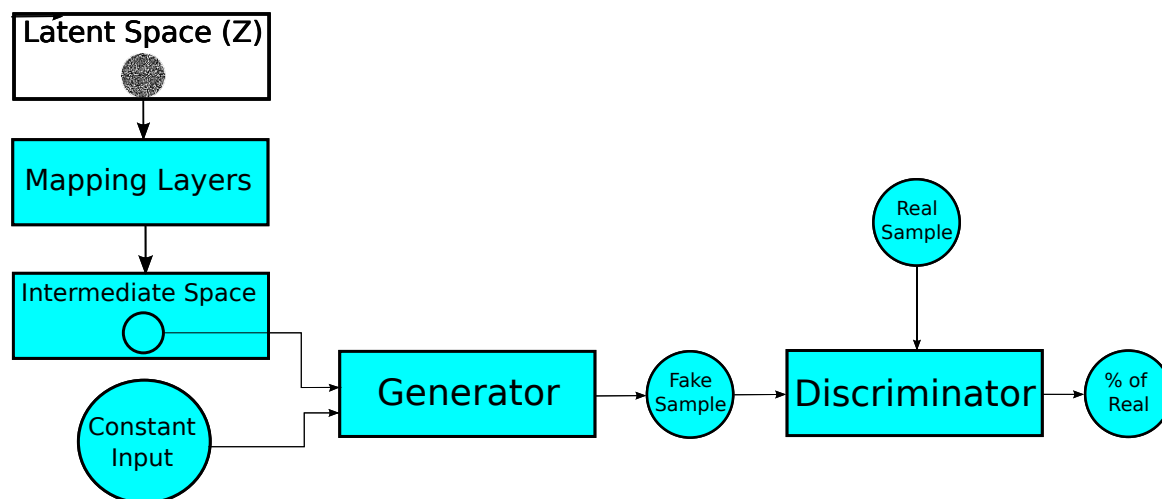 Latent Space (Z)
Mapping Layers
Intermediate Space
Constant
Input
Generator
Fake
Sample
Real
Sample
Discriminator
% of
Real